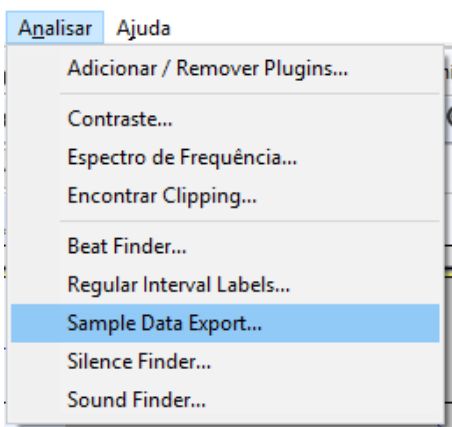 Analisar Ajuda
Adicionar / Remover Plugins...
Contraste...
Espectro de Frequência...
Encontrar Clipping...
Beat Finder...
Regular Interval Labels...
Sample Data Export...
Silence Finder...
Sound Finder...